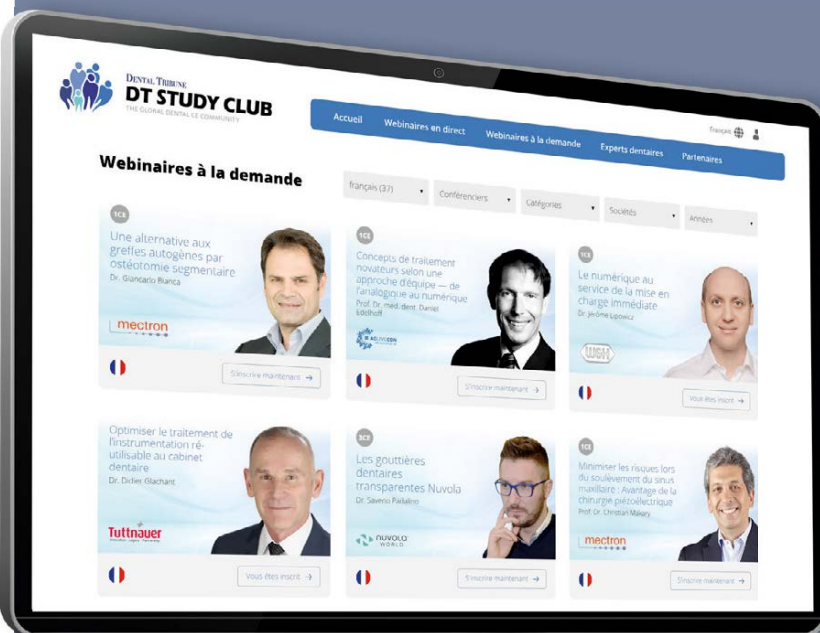 DENTAL TRIBUNE
DT STUDY CLUB
THE GLOBAL DENTAL CE COMMUNITY
Français
Accueil
Webinaires en direct
Webinaires à la demande
Experts dentaires
Partenaires
Webinaires à la demande
français (37)
Conférenciers
Catégories
Sociétés
Années
1CE
Une alternative aux
greffes autogènes par
ostéotomie segmentaire
Dr. Giancarlo Bianca
mectron
S'inscrire maintenant →
1CE
Concepts de traitement
novateurs selon une
approche d'équipe — de
l'analogique au numérique
Prof. Dr. med. dent. Daniel
Edelhoff
S'inscrire maintenant →
1CE
Le numérique au
service de la mise en
charge immédiate
Dr. Jérôme Lipowicz
W&H
Vous êtes inscrit →
Optimiser le traitement de
l'instrumentation ré-
utilisable au cabinet
dentaire
Dr. Didier Glachant
Tuttnauer
Vous êtes inscrit →
3CE
Les gouttières
dentaires
transparentes Nuvola
Dr. Saverio
NUVOLA
WORLD
S'inscrire maintenant →
1CE
Minimiser les risques lors
du soulèvement du sinus
maxillaire : Avantage de la
chirurgie piézoélectrique
Prof. Dr. Christian Makary
mectron
S'inscrire maintenant →